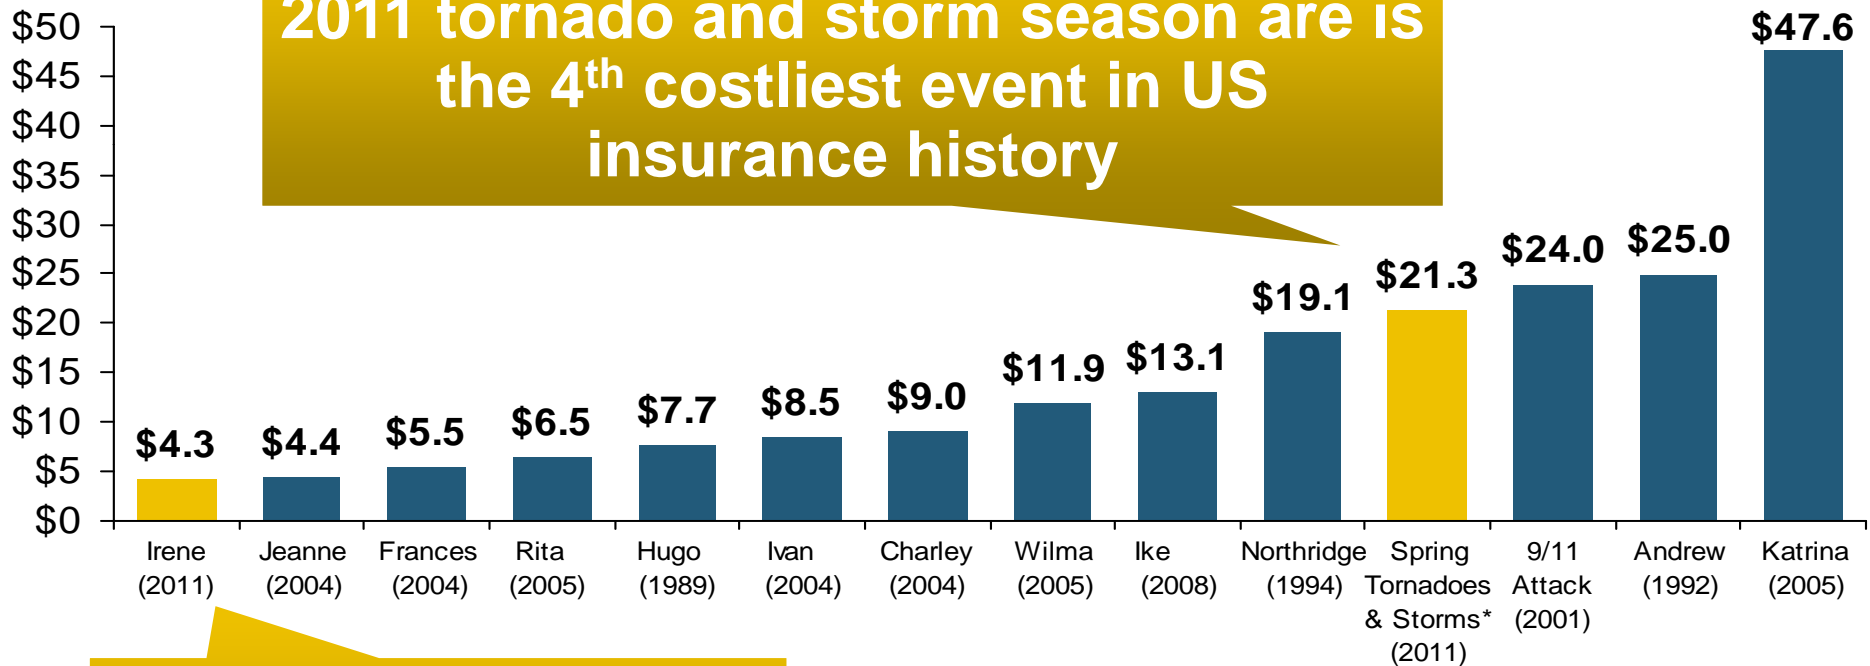 2011 tornado and storm season are is
the 4th costliest event in US
insurance history
$50
$45
$40
$35
$30
$25
$20
$15
$10
$5
$0
$4.3
$4.4
$5.5
$6.5
$7.7
$8.5
$9.0
$11.9
$13.1
$19.1
$21.3
$24.0
$25.0
$47.6
Irene
(2011)
Jeanne
(2004)
Frances
(2004)
Rita
(2005)
Hugo
(1989)
Ivan
(2004)
Charley
(2004)
Wilma
(2005)
Ike
(2008)
Northridge
(1994)
Spring
Tornadoes
& Storms*
(2011)
9/11
Attack
(2001)
Andrew
(1992)
Katrina
(2005)